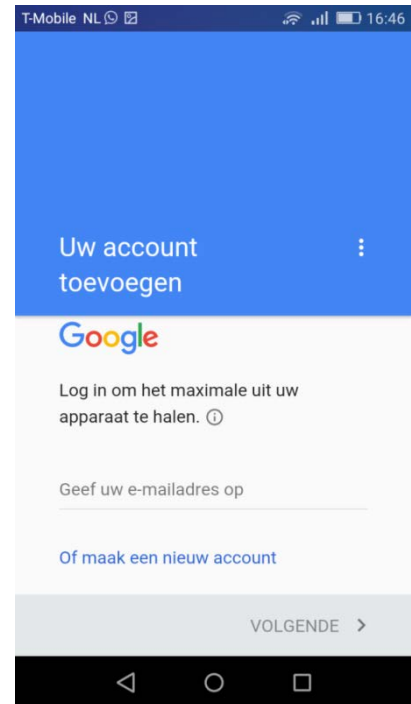 T-Mobile NL 16:46
Uw account
toevoegen
Google
Log in om het maximale uit uw
apparaat te halen.
Geef uw e-mailadres op
Of maak een nieuw account
VOLGENDE